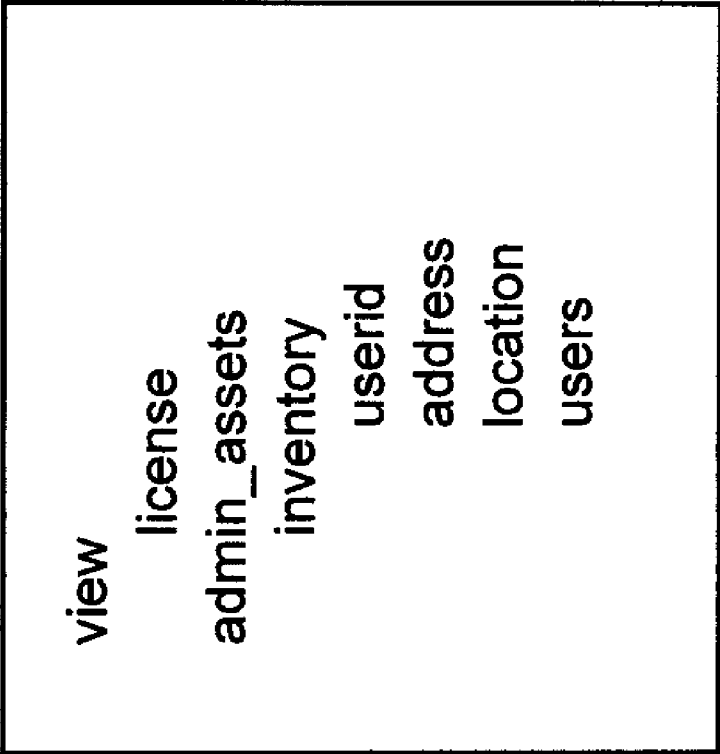 view
license
admin_assets
inventory
userid
address
location
users